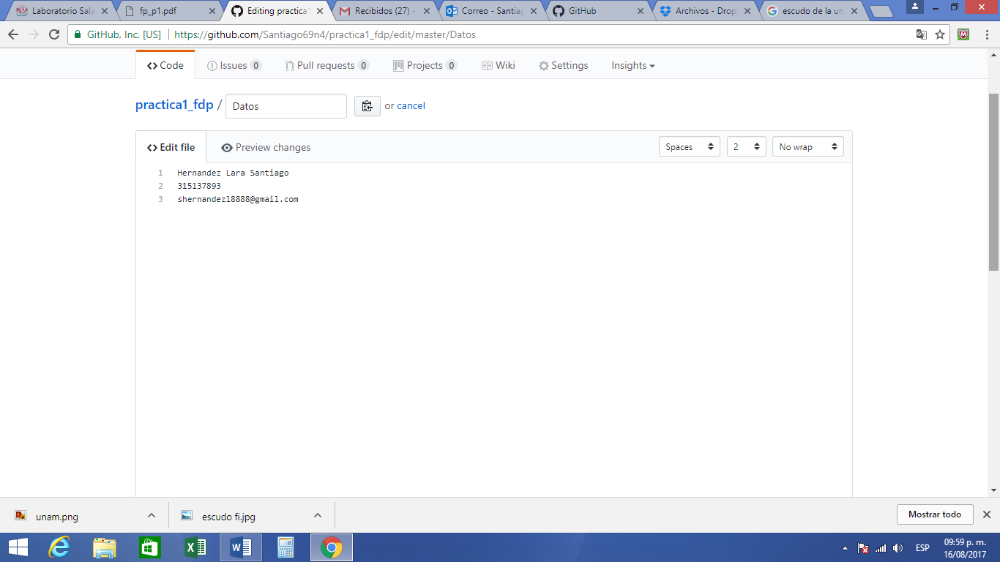 Laboratorio Sala
fp_p1.pdf
Editing practica1
Recibidos (27) -
Correo - Santiag
GitHub
Archivos - Drop
escudo de la un
GitHub, Inc. [US]
https://github.com/Santiago69n4/practica1_fdp/edit/master/Datos
Code
Issues 0
Pull requests 0
Projects 0
Wiki
Settings
Insights
practica1_fdp / Datos or cancel
Edit file
Preview changes
Spaces
2
No wrap
1 Hernandez Lara Santiago
2 315137893
3 shernandezl8888@gmail.com
unam.png
escudo fi.jpg
Mostrar todo
ESP
09:59 p. m.
16/08/2017